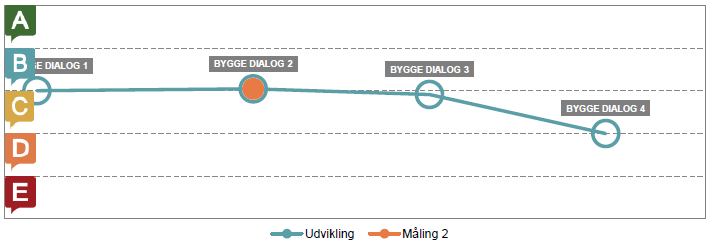 A
B
GE DIALOG 1
BYGGE DIALOG 2
BYGGE DIALOG 3
C
BYGGE DIALOG 4
D
E
Udvikling
Måling 2